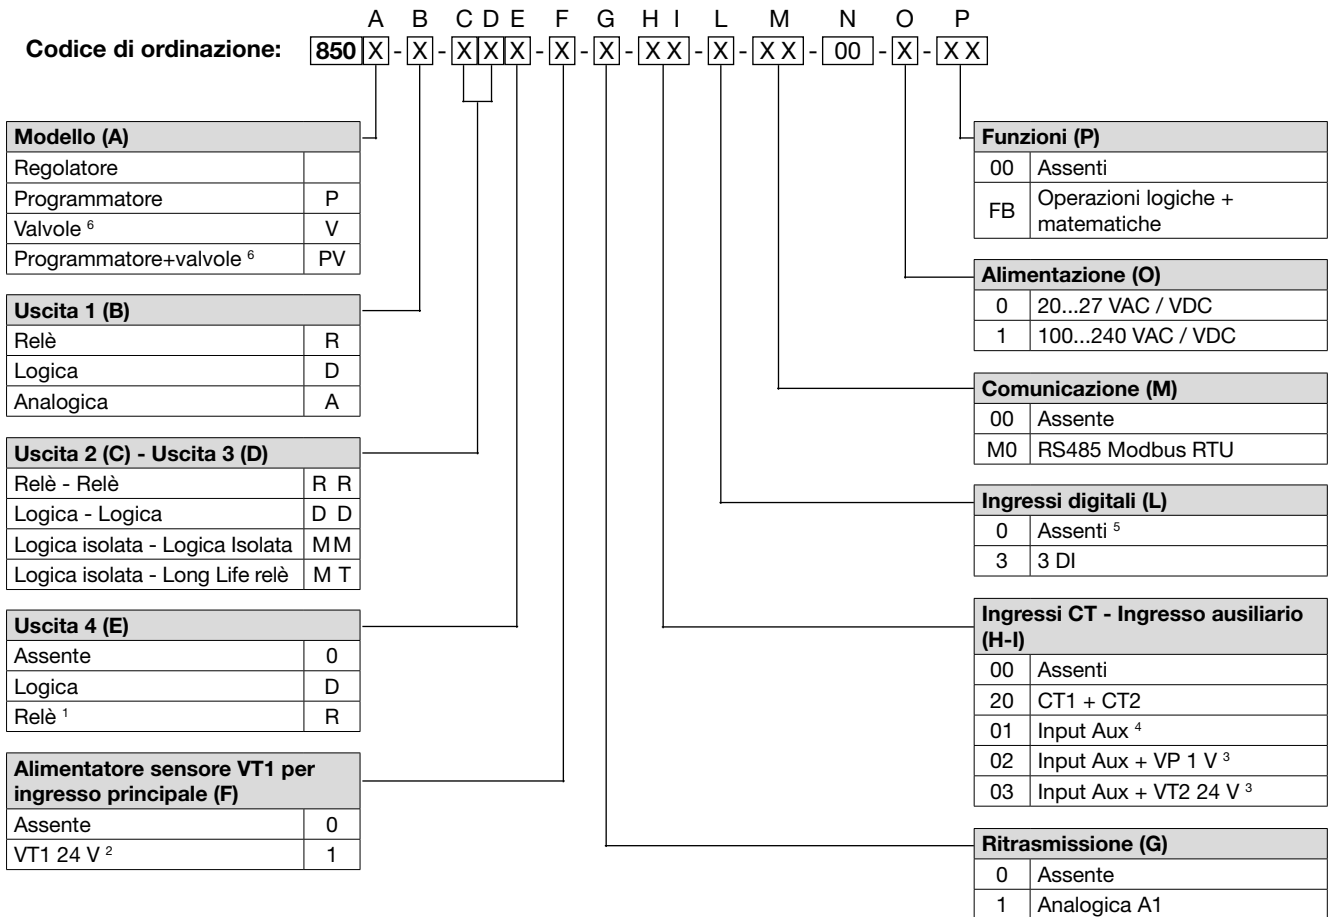 A B C D E F G H I L M N O P
Codice di ordinazione: 850 X - X - X X X - X - X - X X - X - X X - 00 - X - X X
Modello (A)
Regolatore
Programmatore P
Valvole 6 V
Programmatore+valvole 6 PV
Uscita 1 (B)
Relè R
Logica D
Analogica A
Uscita 2 (C) - Uscita 3 (D)
Relè - Relè R R
Logica - Logica D D
Logica isolata - Logica Isolata M M
Logica isolata - Long Life relè M T
Uscita 4 (E)
Assente 0
Logica D
Relè 1 R
Alimentatore sensore VT1 per
ingresso principale (F)
Assente 0
VT1 24 V 2 1
Funzioni (P)
00 Assenti
FB Operazioni logiche +
matematiche
Alimentazione (O)
0 20...27 VAC / VDC
1 100...240 VAC / VDC
Comunicazione (M)
00 Assente
M0 RS485 Modbus RTU
Ingressi digitali (L)
0 Assenti 5
3 3 DI
Ingressi CT - Ingresso ausiliario
(H-I)
00 Assenti
20 CT1 + CT2
01 Input Aux 4
02 Input Aux + VP 1 V 3
03 Input Aux + VT2 24 V 3
Ritrasmissione (G)
0 Assente
1 Analogica A1